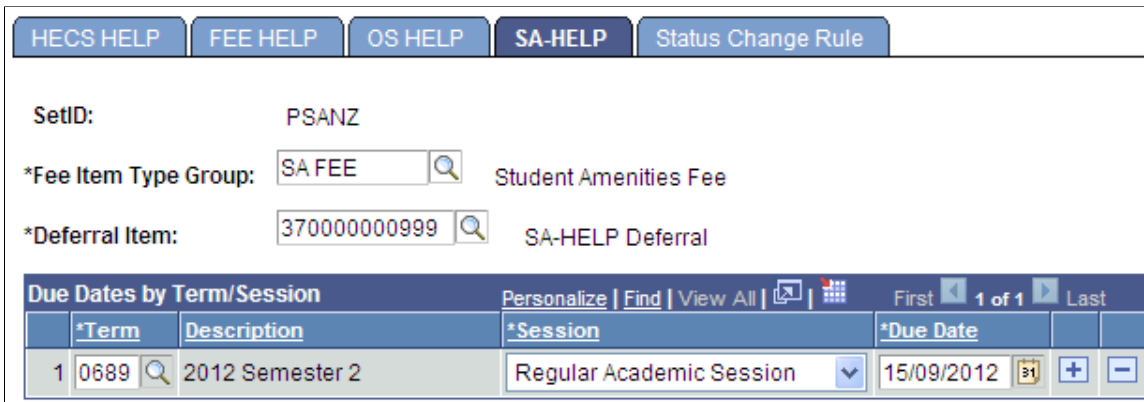 HECS HELP FEE HELP OS HELP SA-HELP Status Change Rule
SetID: PSANZ
*Fee Item Type Group: SA FEE Student Amenities Fee
*Deferral Item: 370000000999 SA-HELP Deferral
Due Dates by Term/Session Personalize | Find | View All | | First 1 of 1 Last
*Term Description *Session *Due Date
1 0689 2012 Semester 2 Regular Academic Session 15/09/2012 31 + -